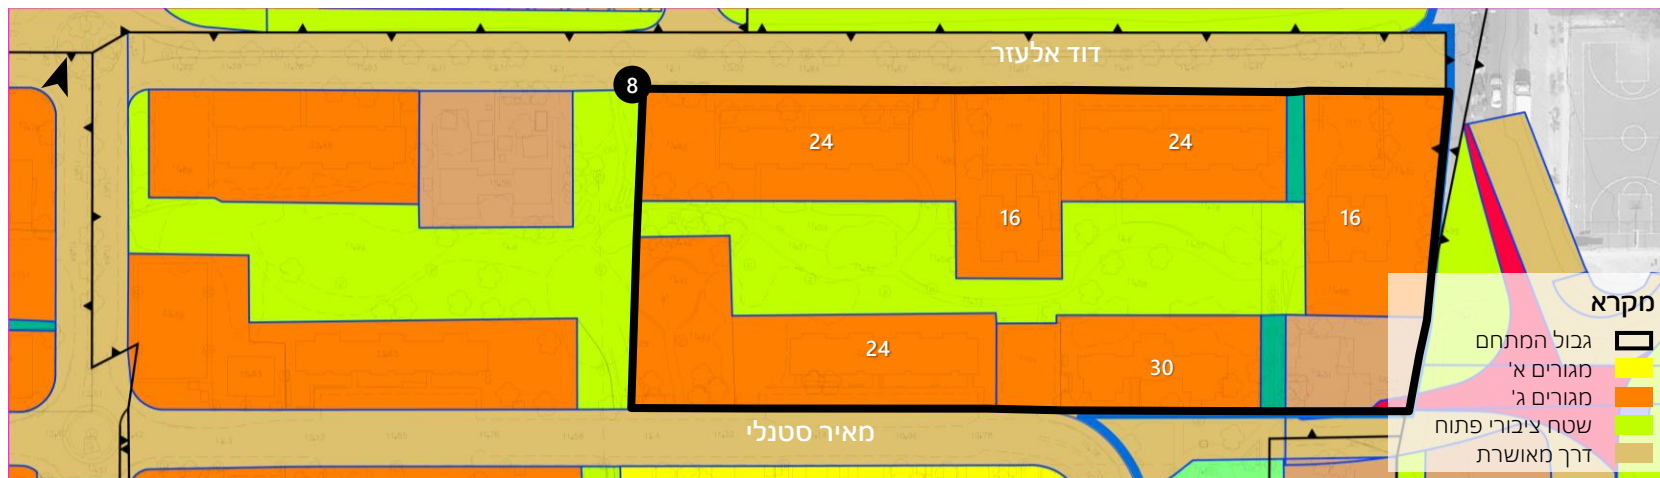 דוד אלעזר
8
24
24
16
16
24
30
מאיר סטנלי
מקרא
גבול המתחם
מגורים א'
מגורים ג'
שטח ציבורי פתוח
דרך מאושרת